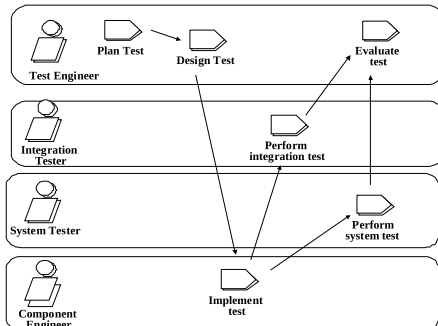 Plan Test
Design Test
Evaluate
test
Test Engineer
Integration
Tester
Perform
integration test
System Tester
Perform
system test
Component
Engineer
Implement
test